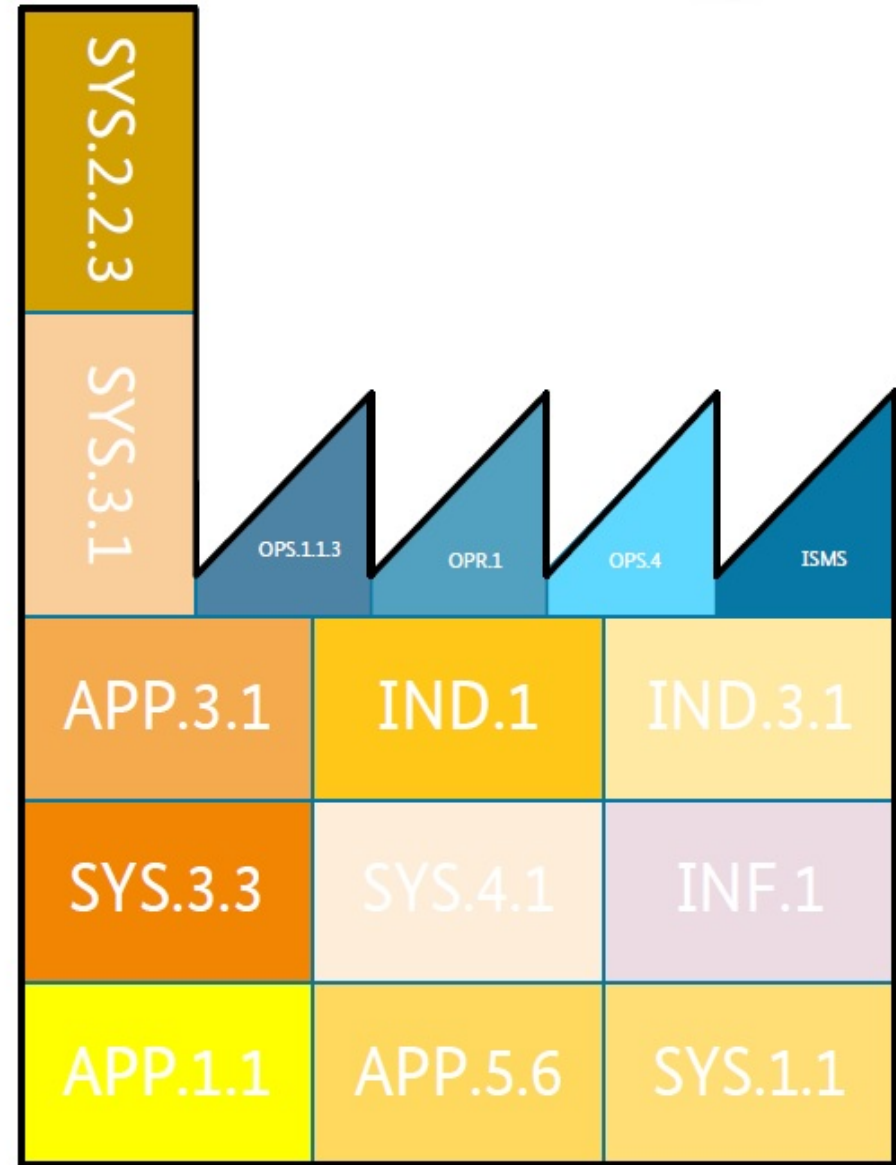 SYS.2.2.3
SYS.3.1
OPS.1.1.3
OPR.1
OPS.4
ISMS
APP.3.1
IND.1
IND.3.1
SYS.3.3
SYS.4.1
INF.1
APP.1.1
APP.5.6
SYS.1.1